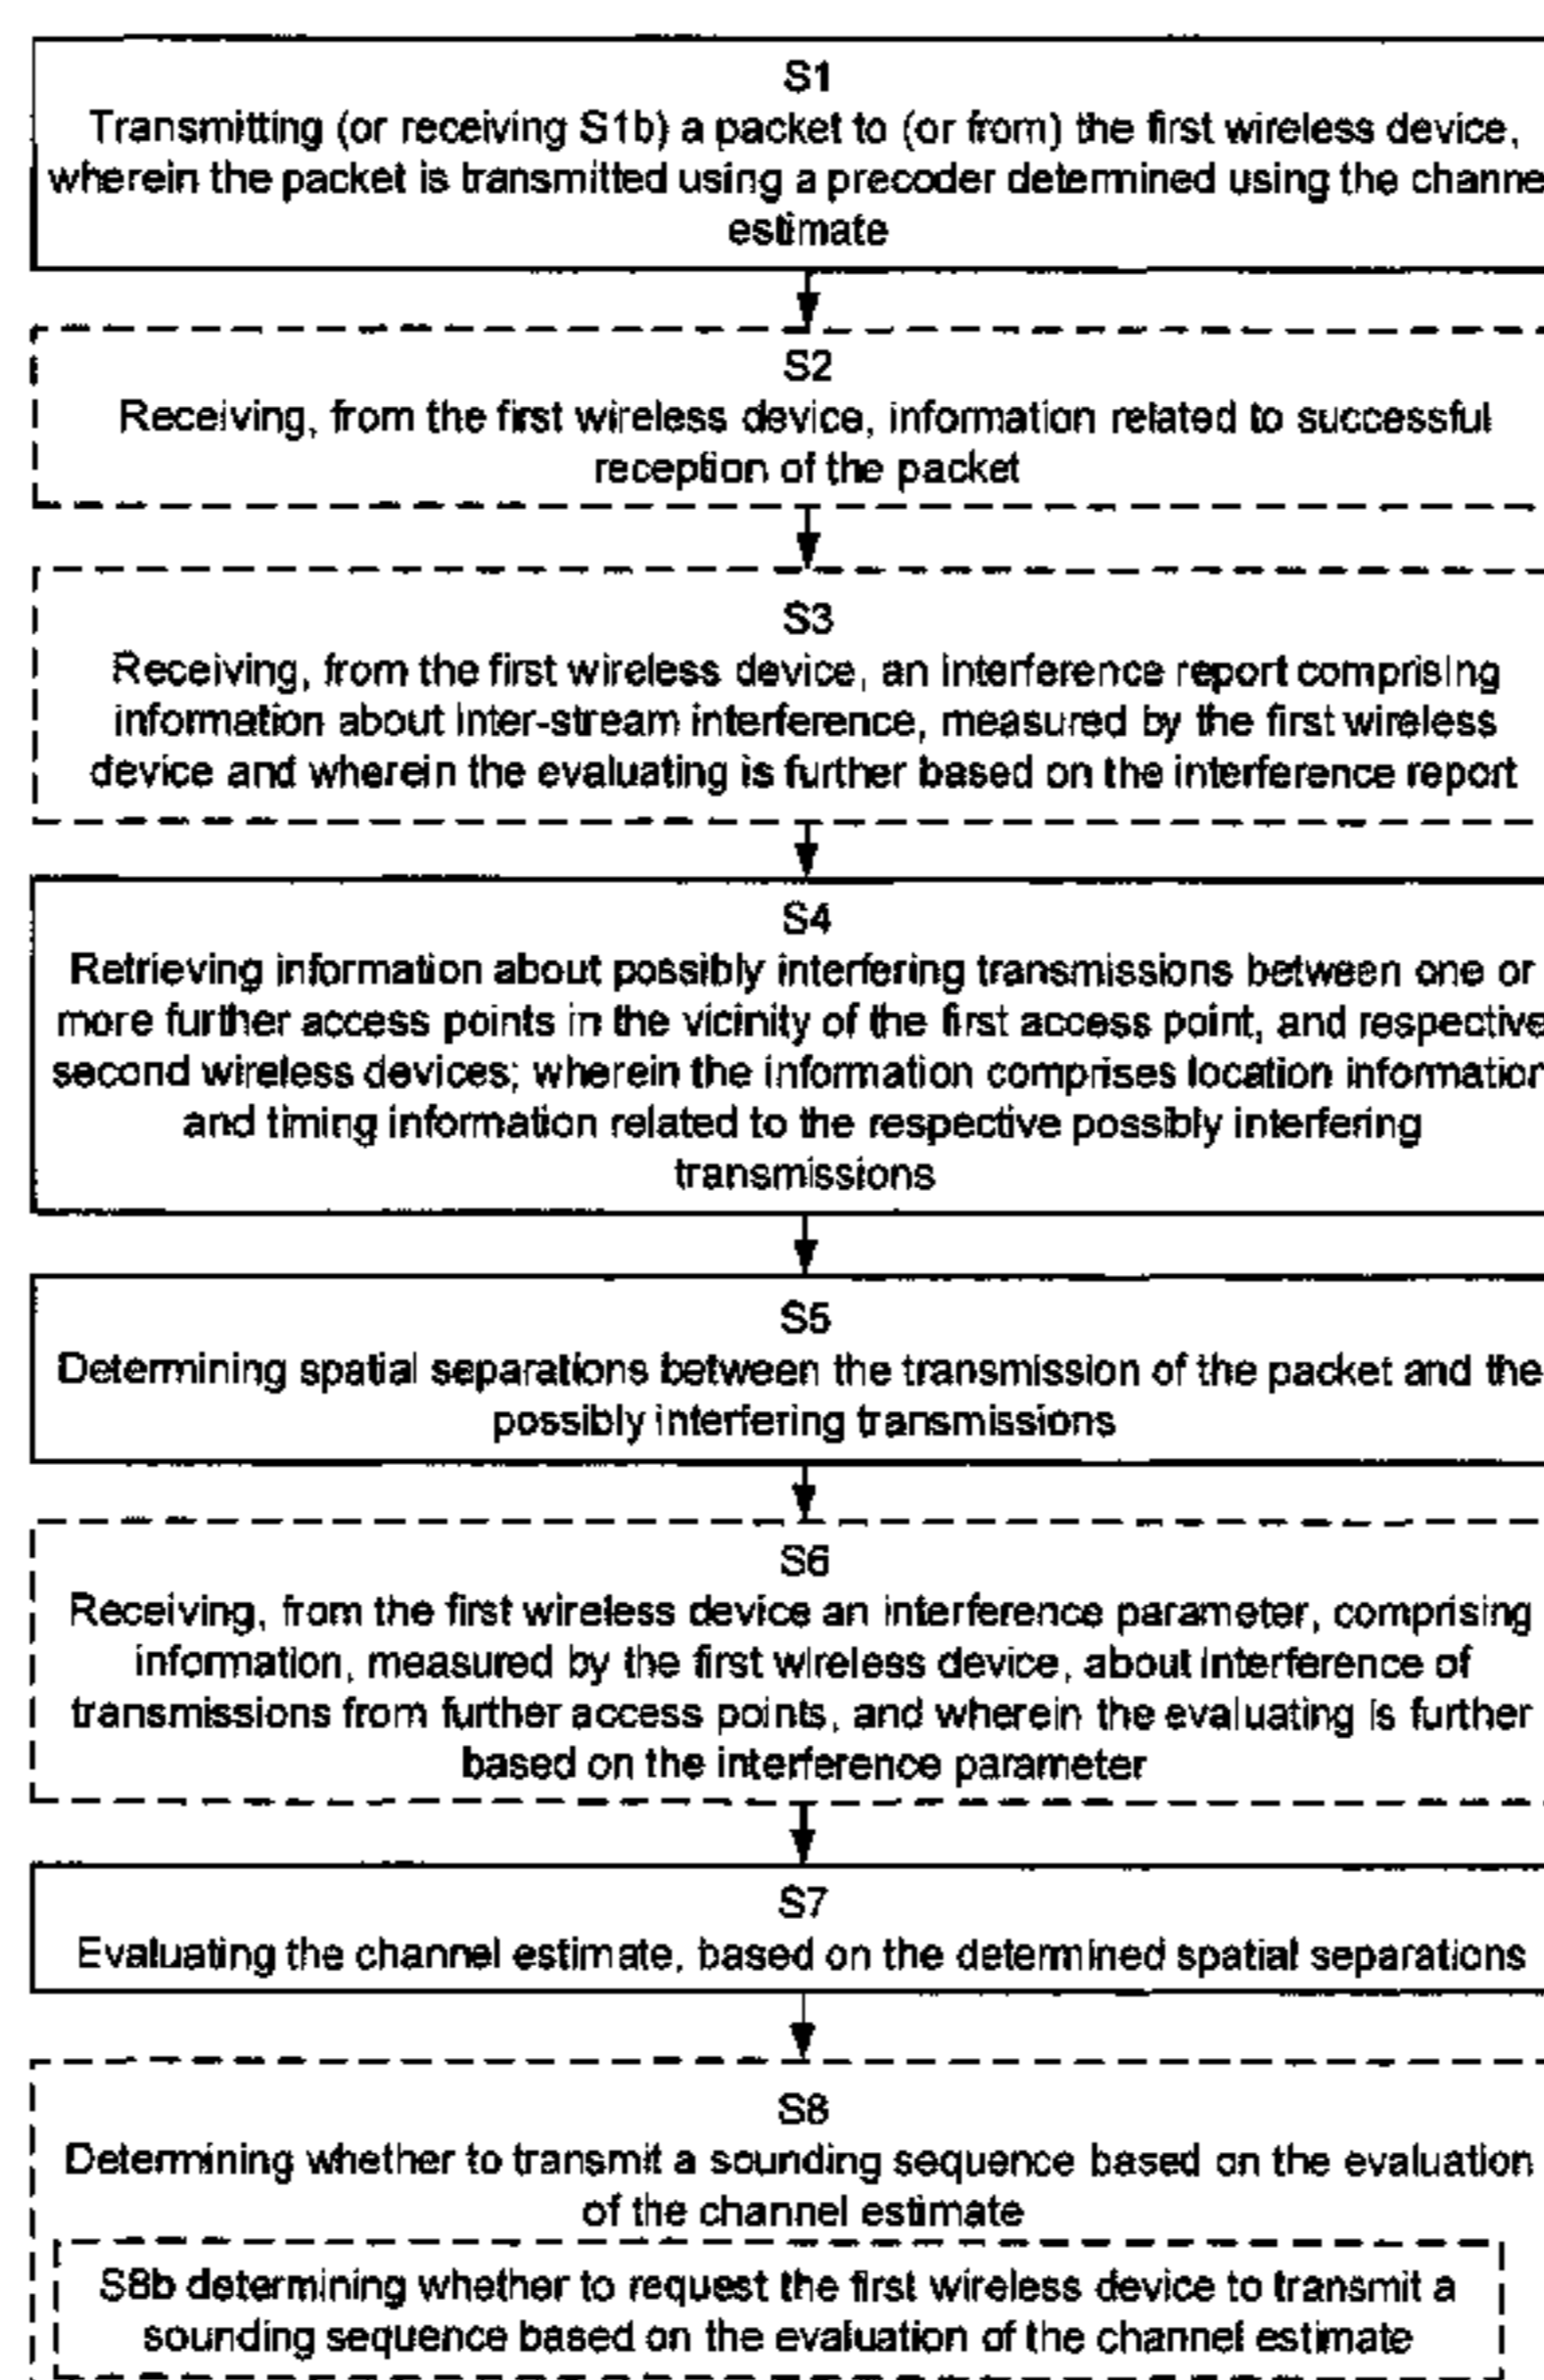 S1
Transmitting (or receiving S1b) a packet to (or from) the first wireless device,
wherein the packet is transmitted using a precoder determined using the channe
estimate
S2
Receiving, from the first wireless device, information related to successful
reception of the packet
S3
Receiving, from the first wireless device, an interference report comprising
information about inter-stream interference, measured by the first wireless
device and wherein the evaluating is further based on the interference report
S4
Retrieving information about possibly interfering transmissions between one or
more further access points in the vicinity of the first access point, and respective
second wireless devices; wherein the information comprises location information
and timing information related to the respective possibly interfering
transmissions
S5
Determining spatial separations between the transmission of the packet and the
possibly interfering transmissions
S6
Receiving, from the first wireless device an interference parameter, comprising
information, measured by the first wireless device, about interference of
transmissions from further access points, and wherein the evaluating is further
based on the interference parameter
S7
Evaluating the channel estimate, based on the determined spatial separations
S8
Determining whether to transmit a sounding sequence based on the evaluation
of the channel estimate
S8b determining whether to request the first wireless device to transmit a
sounding sequence based on the evaluation of the channel estimate